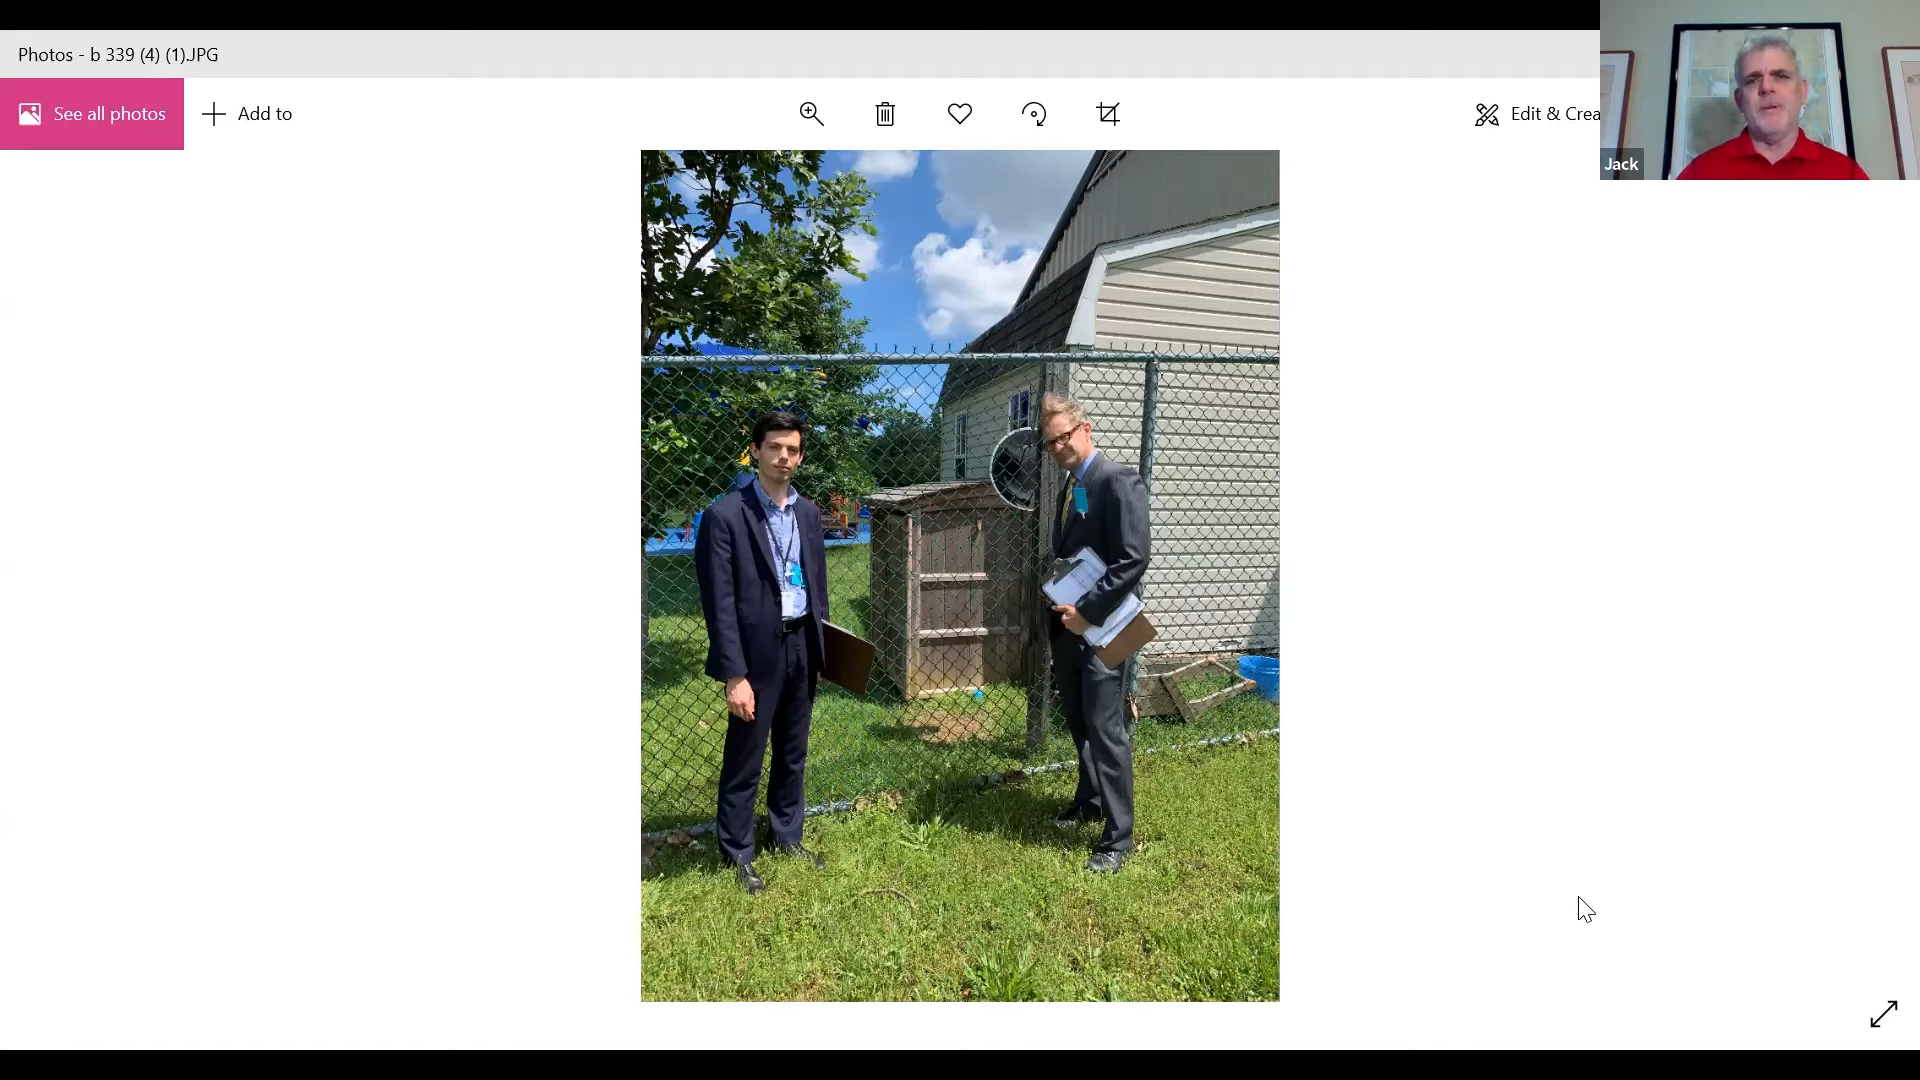 Photos - b 339 (4) (1).JPG
See all photos
Add to
Edit & Crea
Jack